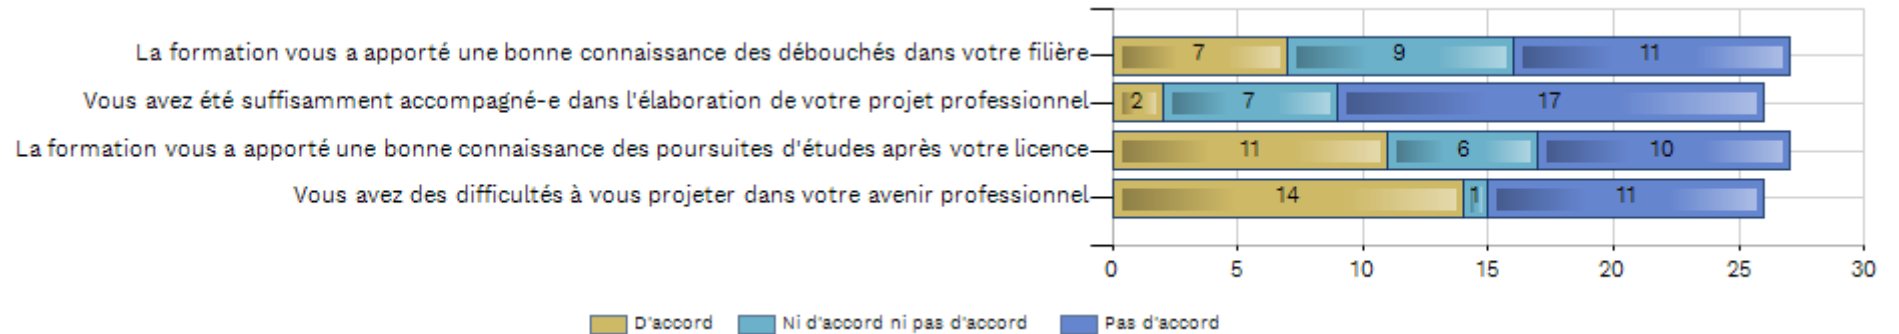 La formation vous a apporté une bonne connaissance des débouchés dans votre filière 7 9 11
Vous avez été suffisamment accompagné-e dans l'élaboration de votre projet professionnel 2 7 17
La formation vous a apporté une bonne connaissance des poursuites d'études après votre licence 11 6 10
Vous avez des difficultés à vous projeter dans votre avenir professionnel 14 1 11
0 5 10 15 20 25 30
D'accord Ni d'accord ni pas d'accord Pas d'accord